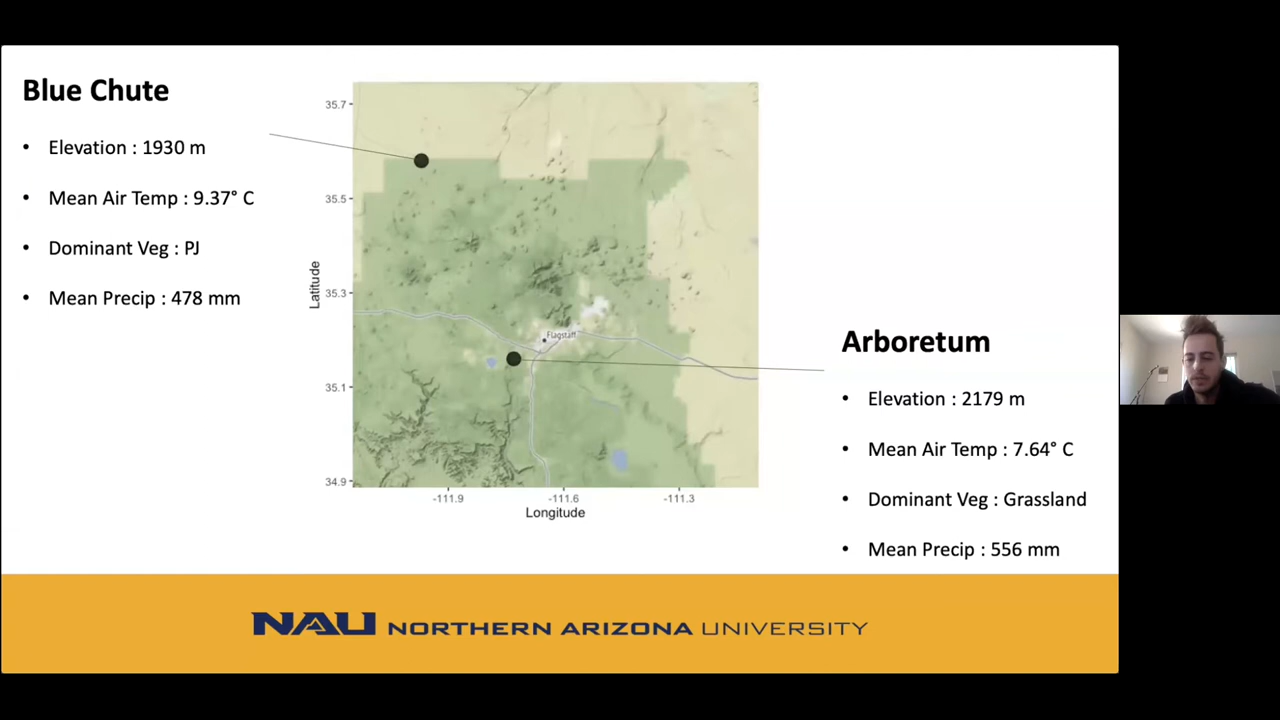 Blue Chute
• Elevation : 1930 m
• Mean Air Temp : 9.37° C
• Dominant Veg : PJ
• Mean Precip : 478 mm
35.7
35.5
35.3
35.1
34.9
Latitude
Flagstaff
-111.9
-111.6
-111.3
Longitude
Arboretum
• Elevation : 2179 m
• Mean Air Temp : 7.64° C
• Dominant Veg : Grassland
• Mean Precip : 556 mm
NAU NORTHERN ARIZONA UNIVERSITY